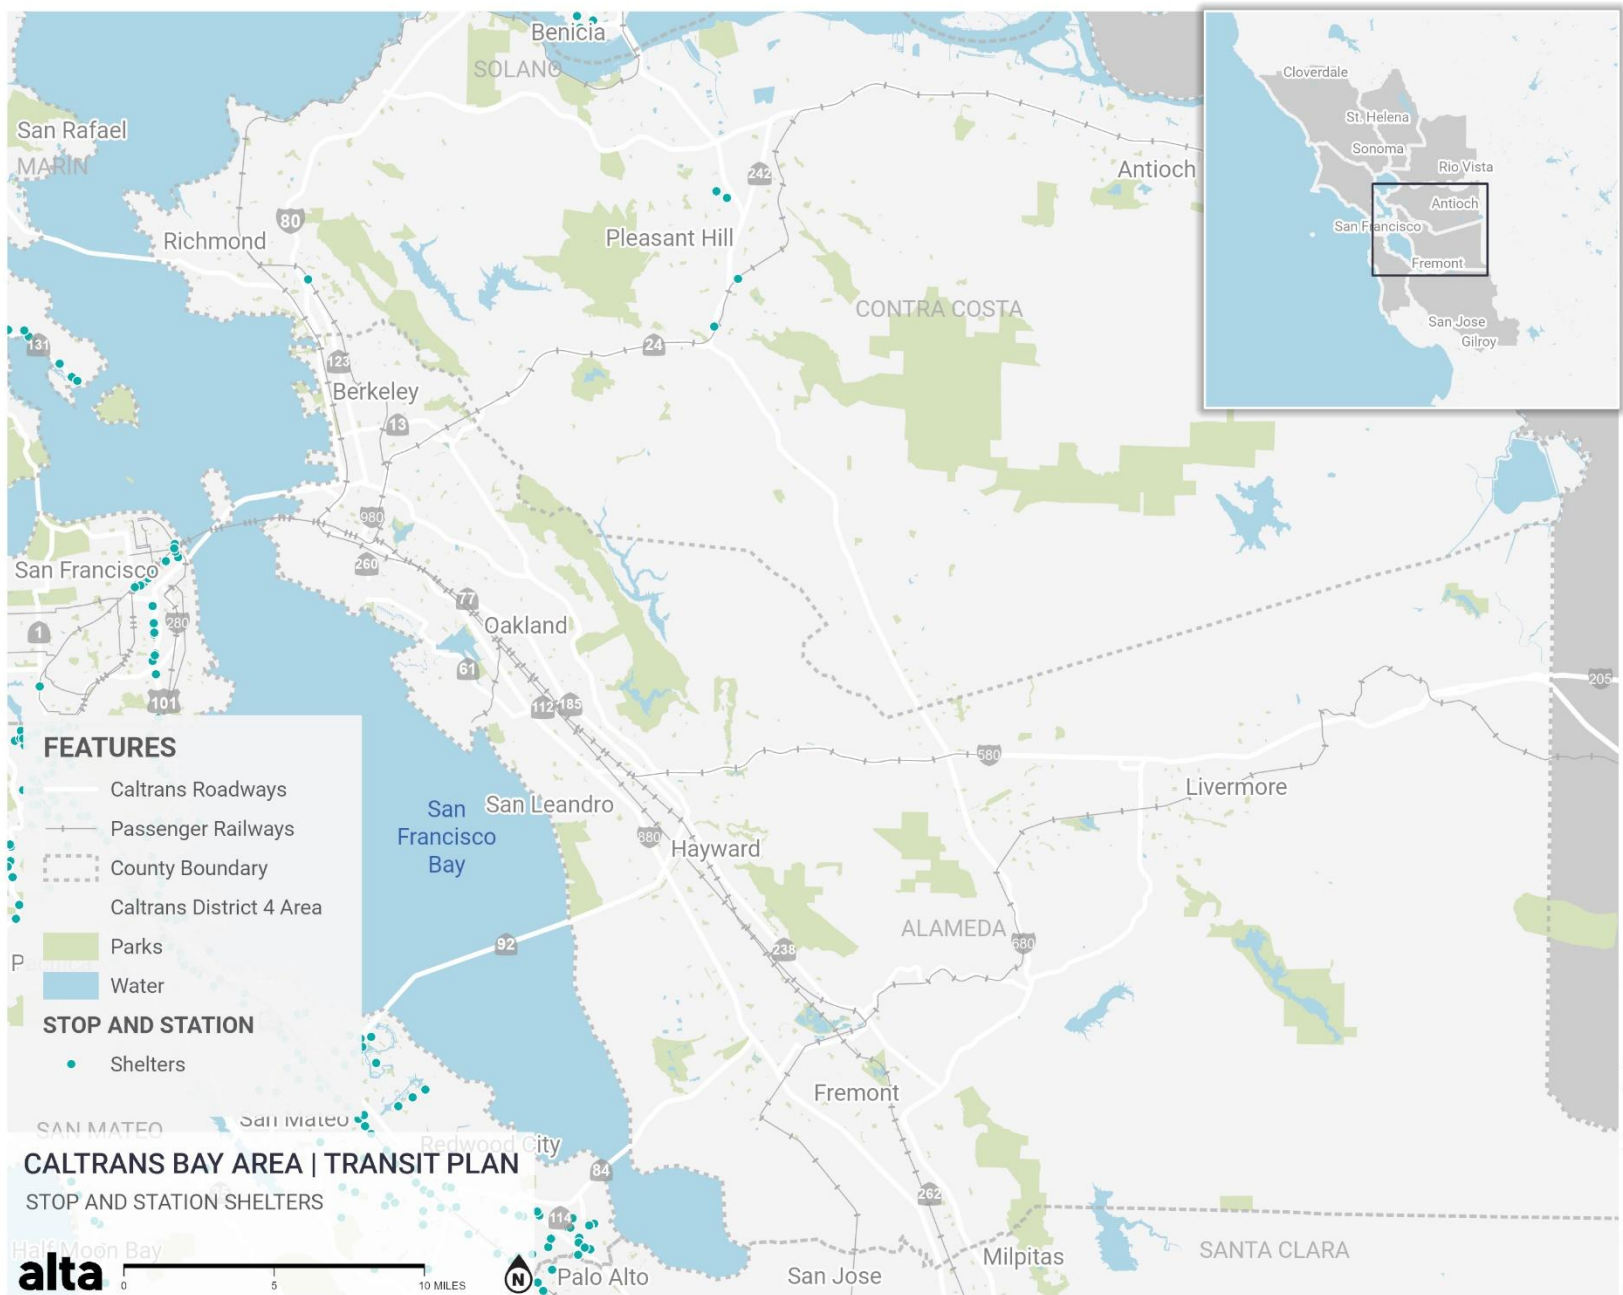 Benicia
SOLANO
San Rafael
MARIN
242
Antioch
80
Richmond
Pleasant Hill
CONTRA COSTA
131
24
123
Berkeley
13
980
San Francisco
260
77
1
280
Oakland
61
205
101
112
185
580
Livermore
San
Francisco
Bay
San Leandro
880
Hayward
ALAMEDA
92
238
680
Fremont
San Mateo
SAN MATEO
Redwood City
84
262
114
Half Moon Bay
Palo Alto
San Jose
Milpitas
SANTA CLARA
Cloverdale
St. Helena
Sonoma
Rio Vista
Antioch
San Francisco
Fremont
San Jose
Gilroy
FEATURES
Caltrans Roadways
Passenger Railways
County Boundary
Caltrans District 4 Area
Parks
Water
STOP AND STATION
Shelters
CALTRANS BAY AREA | TRANSIT PLAN
STOP AND STATION SHELTERS
alta
0 5 10 MILES
N